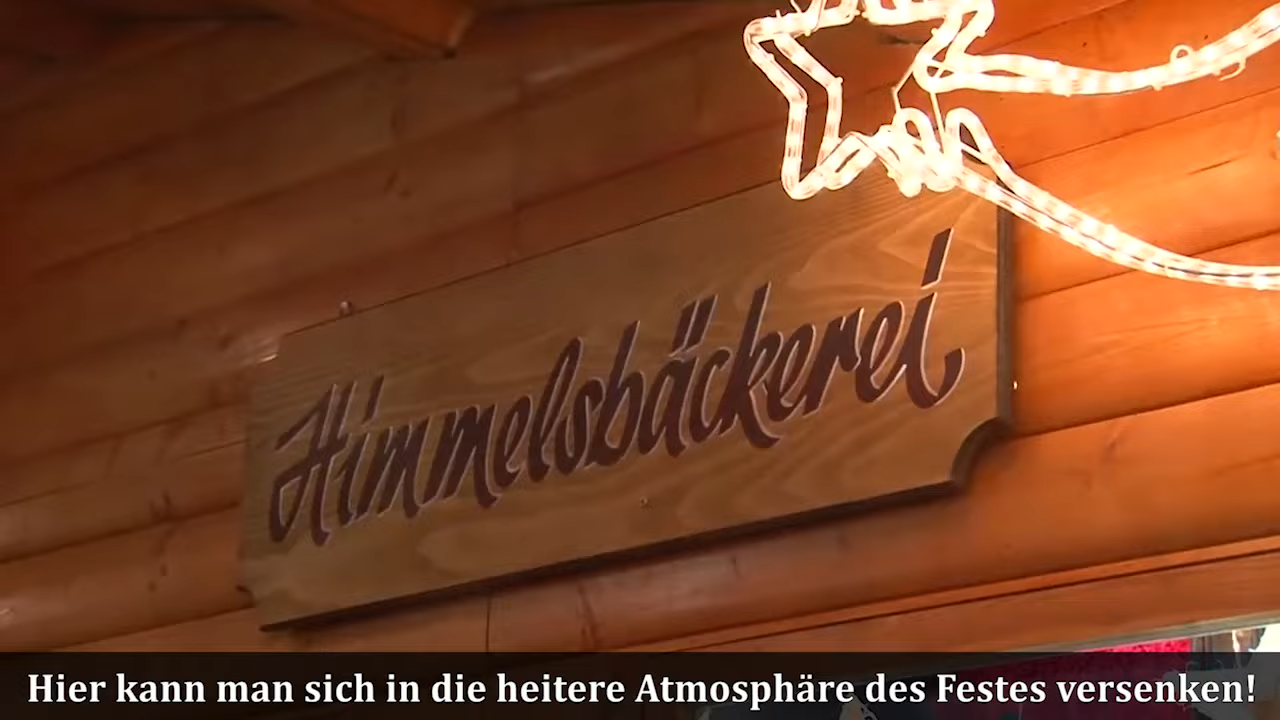 Himmelsbäckerei
Hier kann man sich in die heitere Atmosphäre des Festes versenken!